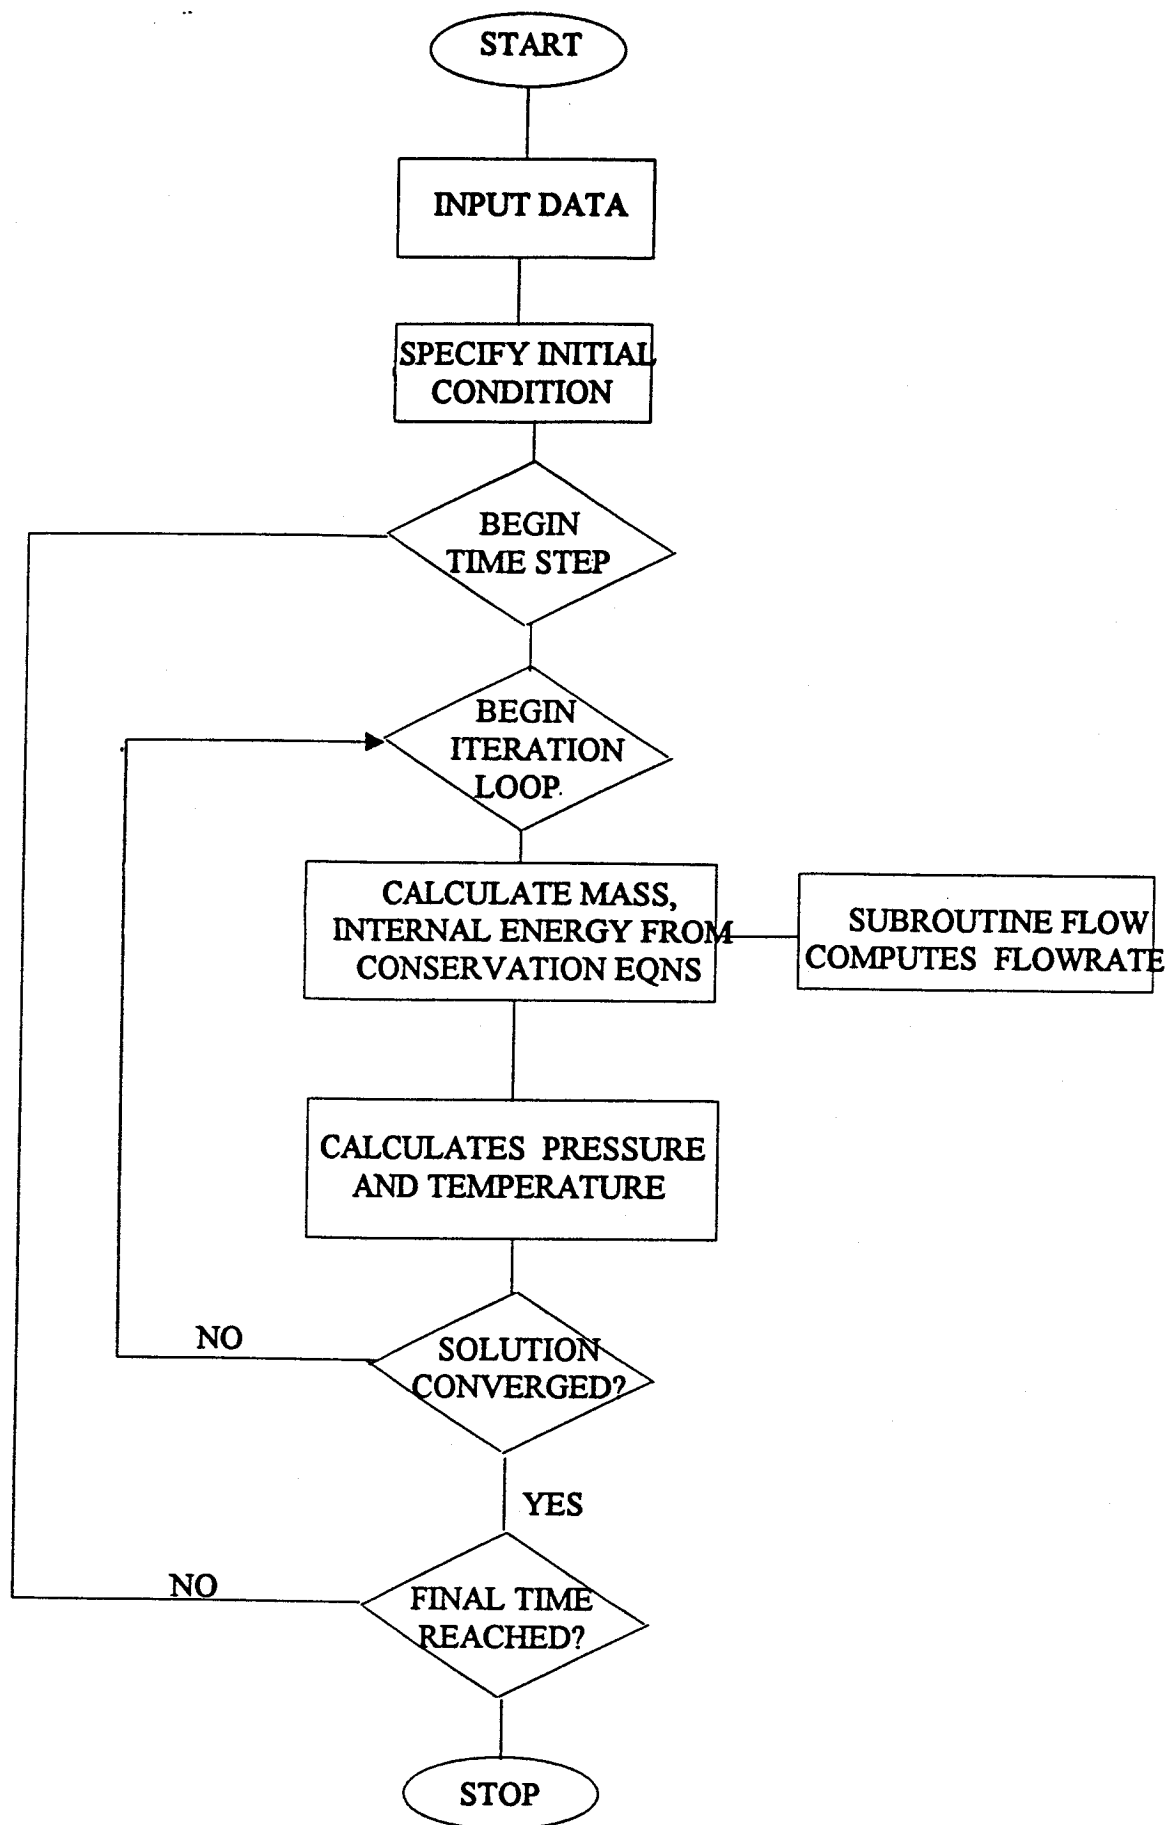 START
INPUT DATA
SPECIFY INITIAL
CONDITION
BEGIN
TIME STEP
BEGIN
ITERATION
LOOP
CALCULATE MASS,
INTERNAL ENERGY FROM
CONSERVATION EQNS
SUBROUTINE FLOW
COMPUTES FLOWRATE
CALCULATES PRESSURE
AND TEMPERATURE
NO
SOLUTION
CONVERGED?
YES
NO
FINAL TIME
REACHED?
STOP